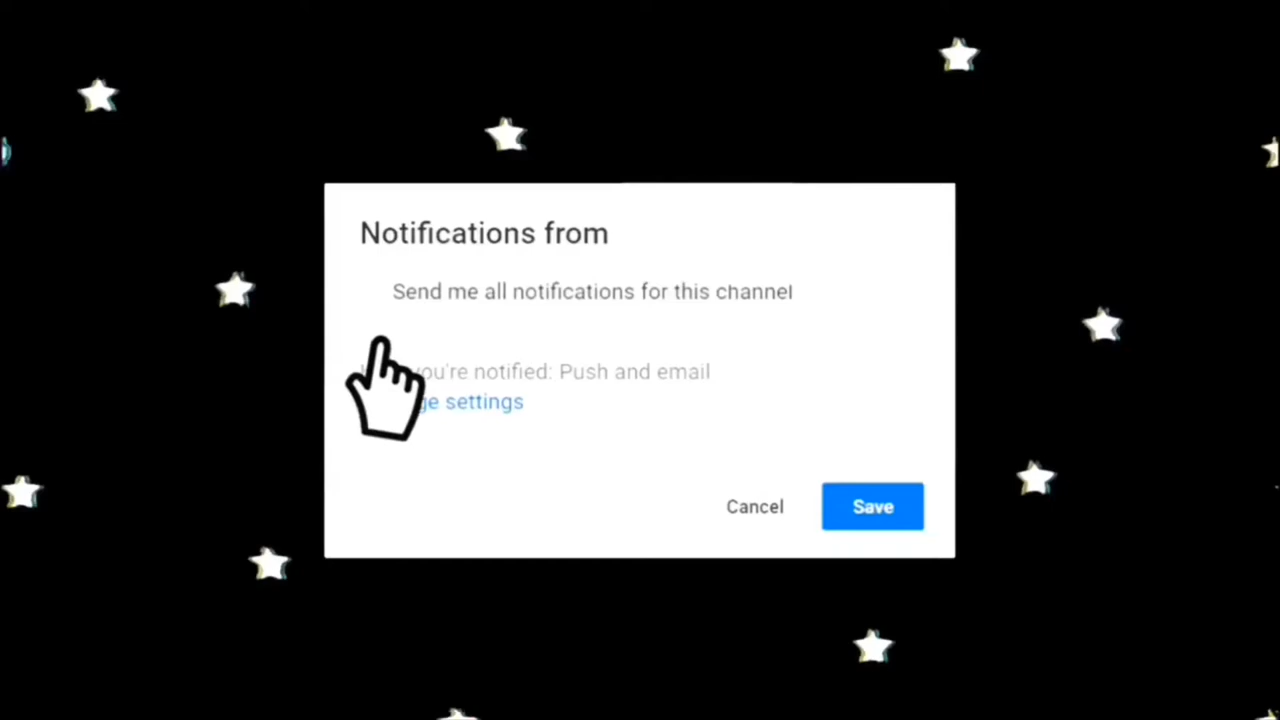 Notifications from
Send me all notifications for this channel
you're notified: Push and email
settings
Cancel
Save